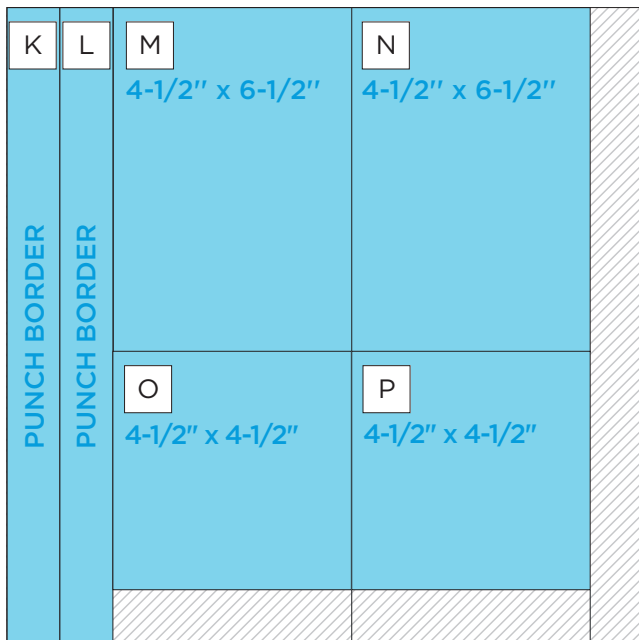 K
L
M
N
4-1/2'' x 6-1/2''
4-1/2'' x 6-1/2''
PUNCH BORDER
PUNCH BORDER
O
P
4-1/2" x 4-1/2"
4-1/2" x 4-1/2"